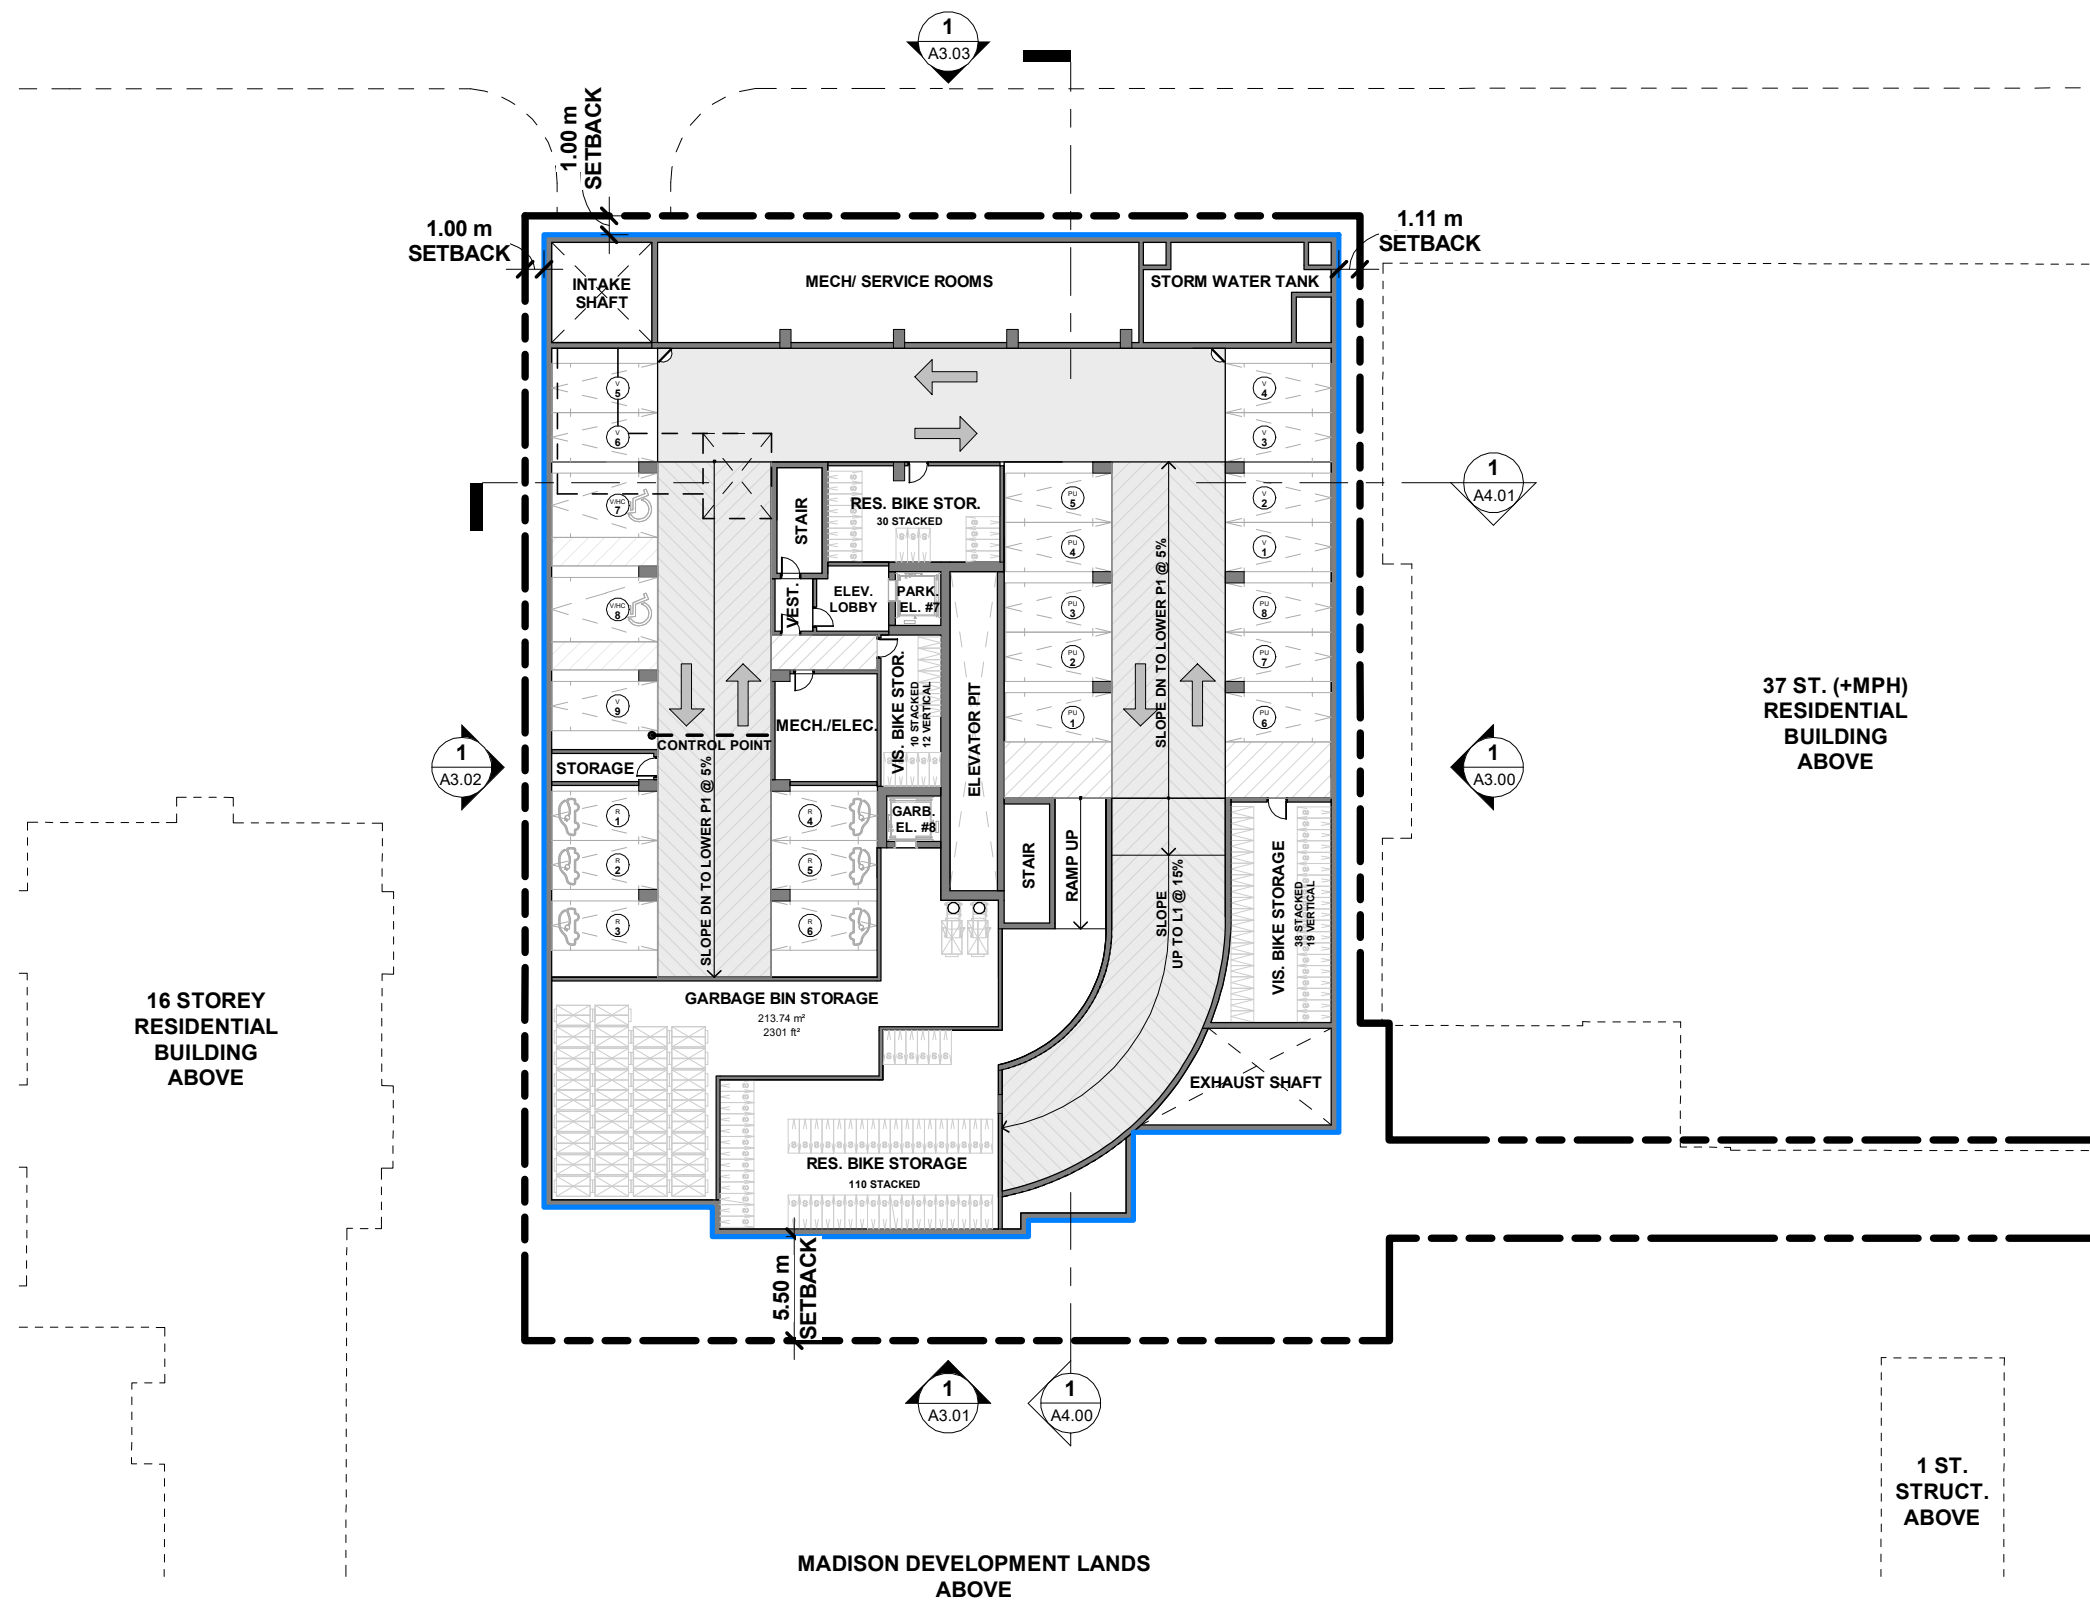 1
A3.03
1.00 m
SETBACK
1.00 m
SETBACK
1.11 m
SETBACK
INTAKE
SHAFT
MECH/ SERVICE ROOMS
STORM WATER TANK
V
5
V
4
V
6
V
3
1
A4.01
STAIR
RES. BIKE STOR.
30 STACKED
V/HC
7
PU
5
V
2
PU
4
V
1
SLOPE DN TO LOWER P1 @ 5%
VEST.
ELEV.
LOBBY
PARK.
EL. #7
V/HC
8
PU
3
PU
8
PU
2
PU
7
VIS. BIKE STOR.
10 STACKED
12 VERTICAL
ELEVATOR PIT
V
9
PU
1
PU
6
MECH./ELEC.
CONTROL POINT
37 ST. (+MPH)
RESIDENTIAL
BUILDING
ABOVE
1
A3.02
1
A3.00
STORAGE
SLOPE DN TO LOWER P1 @ 5%
R
1
R
4
GARB.
EL. #8
R
2
R
5
STAIR
RAMP UP
SLOPE
UP TO L1 @ 15%
VIS. BIKE STORAGE
38 STACKED
19 VERTICAL
R
3
R
6
GARBAGE BIN STORAGE
213.74 m²
2301 ft²
16 STOREY
RESIDENTIAL
BUILDING
ABOVE
EXHAUST SHAFT
RES. BIKE STORAGE
110 STACKED
5.50 m
SETBACK
1
A3.01
1
A4.00
1 ST.
STRUCT.
ABOVE
MADISON DEVELOPMENT LANDS
ABOVE